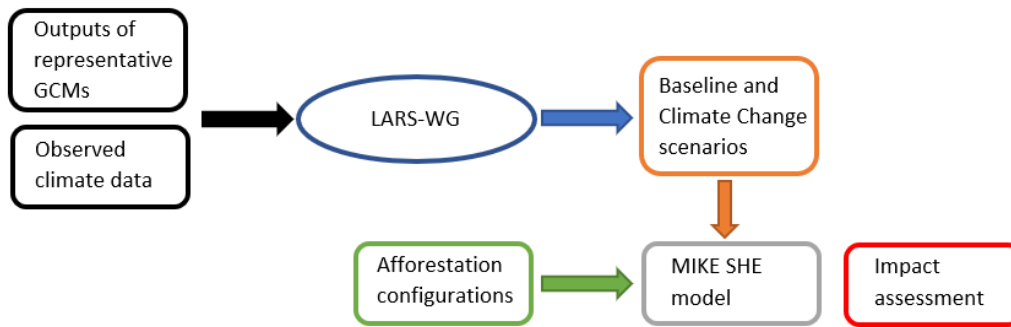 Outputs of
representative
GCMs
Observed
climate data
LARS-WG
Baseline and
Climate Change
scenarios
Afforestation
configurations
MIKE SHE
model
Impact
assessment